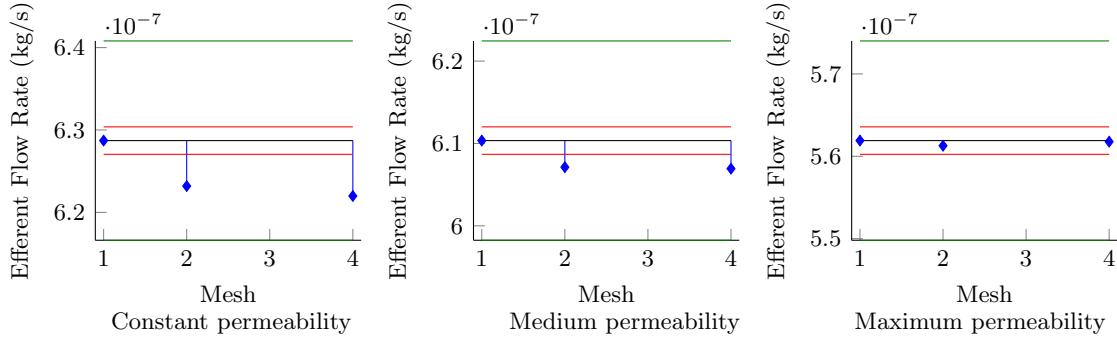 ·10⁻⁷
6.4
6.3
6.2
Efferent Flow Rate (kg/s)
1 2 3 4
Mesh
Constant permeability
·10⁻⁷
6.2
6.1
6
Efferent Flow Rate (kg/s)
1 2 3 4
Mesh
Medium permeability
·10⁻⁷
5.7
5.6
5.5
Efferent Flow Rate (kg/s)
1 2 3 4
Mesh
Maximum permeability